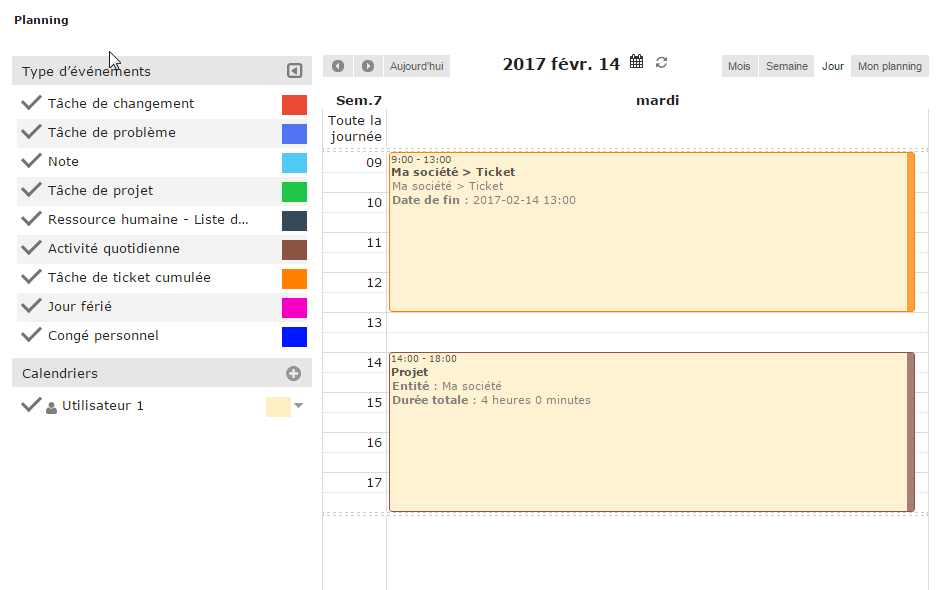 Planning
Type d’événements
Tâche de changement
Tâche de problème
Note
Tâche de projet
Ressource humaine - Liste d...
Activité quotidienne
Tâche de ticket cumulée
Jour férié
Congé personnel
Calendriers
Utilisateur 1
Aujourd'hui
2017 févr. 14
Mois Semaine Jour Mon planning
Sem.7 mardi
Toute la
journée
09
10
11
12
13
14
15
16
17
9:00 - 13:00
Ma société > Ticket
Ma société > Ticket
Date de fin : 2017-02-14 13:00
14:00 - 18:00
Projet
Entité : Ma société
Durée totale : 4 heures 0 minutes